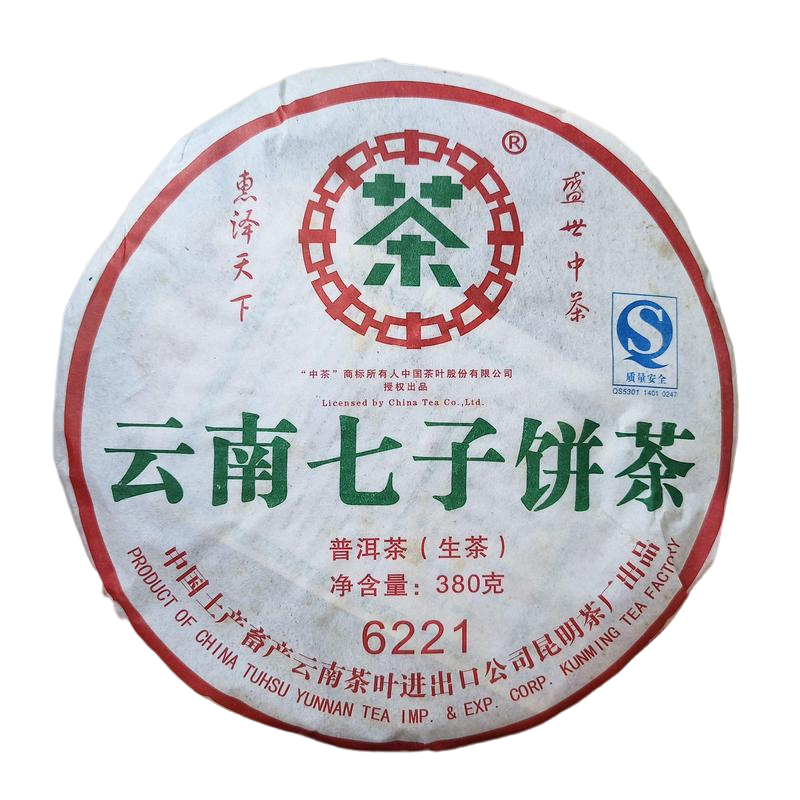 茶
®
惠泽天下
盛世中茶
S
质量安全
QS5301 1401 0247
“中茶”商标所有人中国茶叶股份有限公司
授权出品
Licensed by China Tea Co.,Ltd.
云南七子饼茶
普洱茶（生茶）
净含量：380克
6221
中国土产畜产云南茶叶进出口公司昆明茶厂出品
PRODUCT OF CHINA TUHSU YUNNAN TEA IMP. & EXP. CORP. KUNMING TEA FACTORY